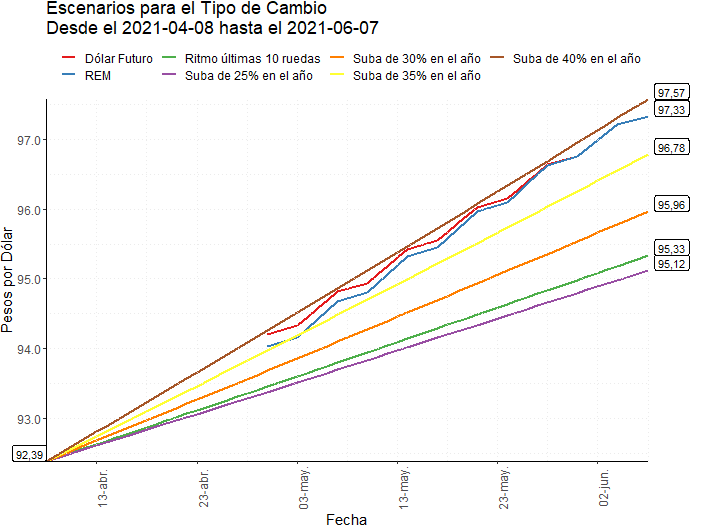 Escenarios para el Tipo de Cambio
Desde el 2021-04-08 hasta el 2021-06-07
Dólar Futuro
Ritmo últimas 10 ruedas
Suba de 30% en el año
Suba de 40% en el año
REM
Suba de 25% en el año
Suba de 35% en el año
97,57
97,33
96,78
95,96
95,33
95,12
92,39
97.0
96.0
95.0
94.0
93.0
Pesos por Dólar
13-abr.
23-abr.
03-may.
13-may.
23-may.
02-jun.
Fecha